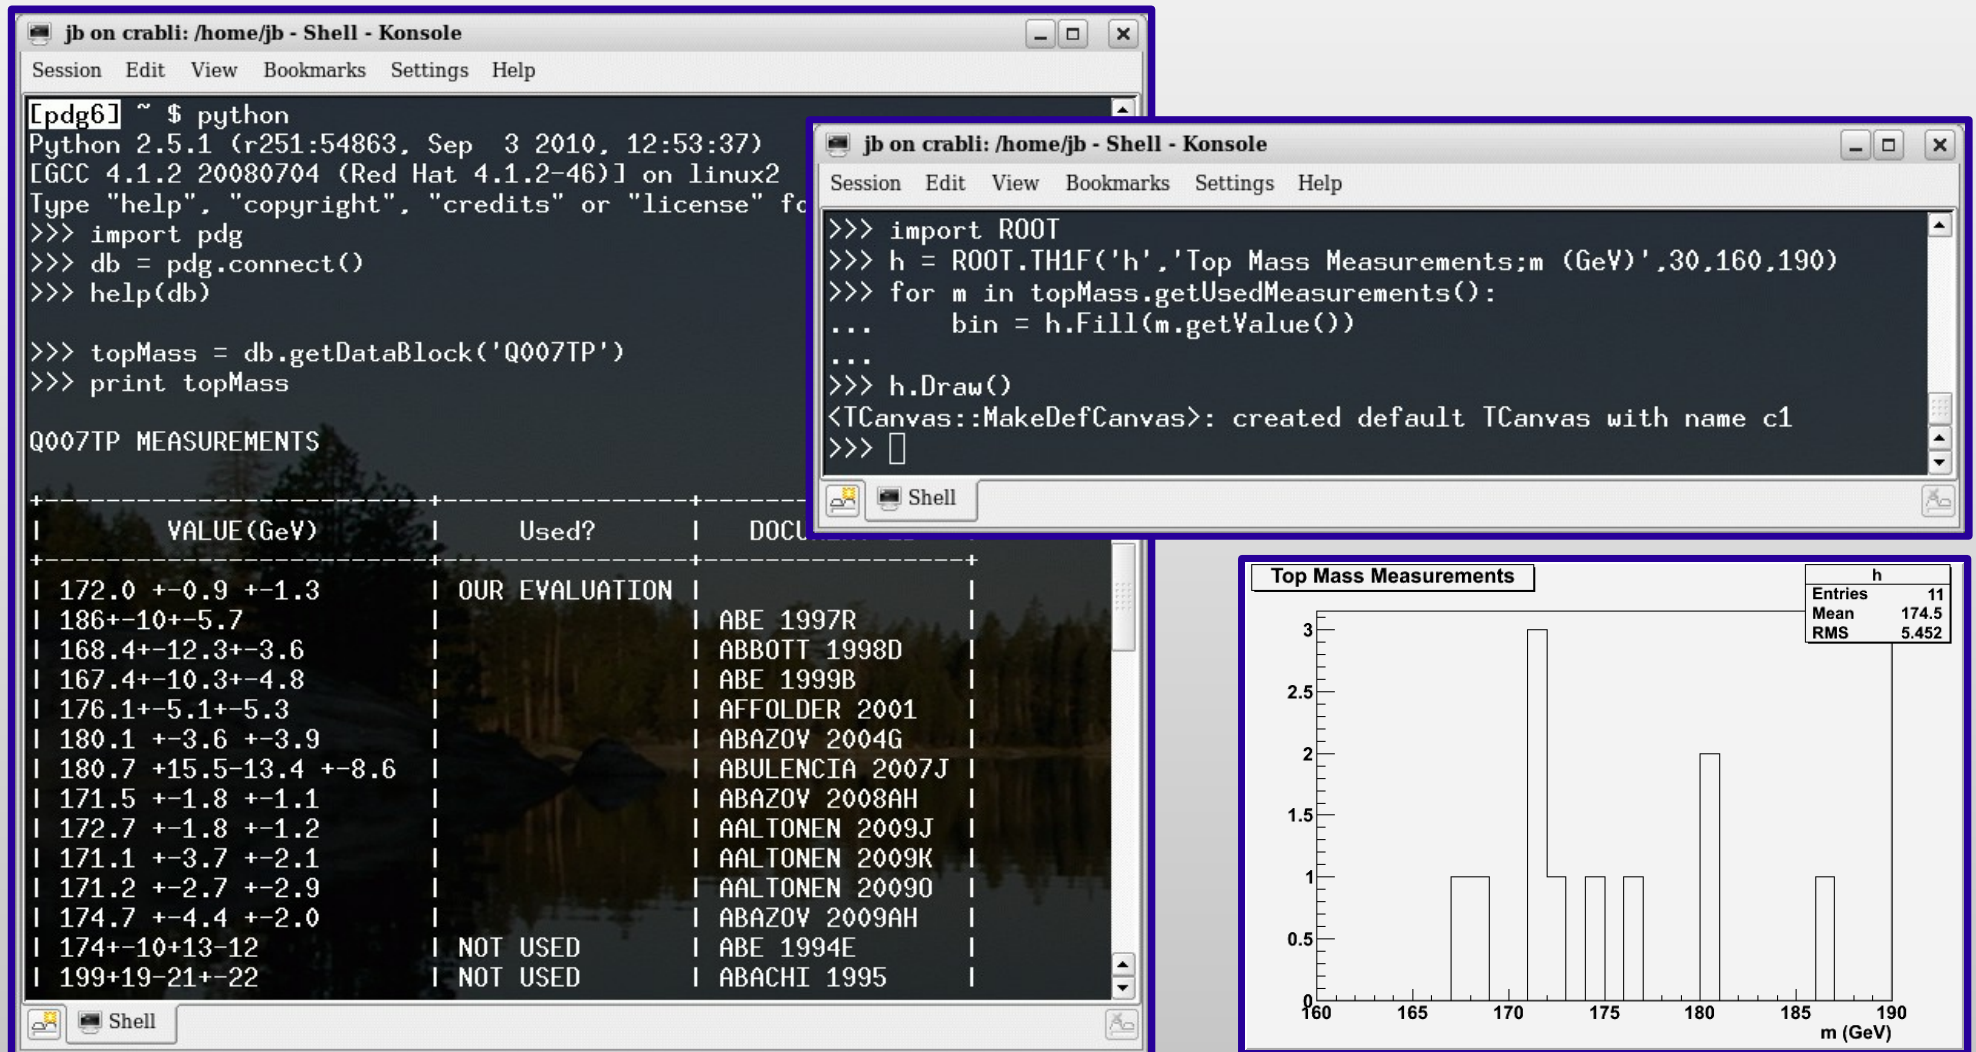 jb on crabli: /home/jb - Shell - Konsole
Session Edit View Bookmarks Settings Help
[pdg6] ~ $ python
Python 2.5.1 (r251:54863, Sep  3 2010, 12:53:37)
[GCC 4.1.2 20080704 (Red Hat 4.1.2-46)] on linux2
Type "help", "copyright", "credits" or "license"
>>> import pdg
>>> db = pdg.connect()
>>> help(db)
>>> topMass = db.getDataBlock('Q007TP')
>>> print topMass
Q007TP MEASUREMENTS
+-------------------------+----------------+-----------------+
| VALUE(GeV) | Used? |
+-------------------------+----------------+-----------------+
| 172.0 +-0.9 +-1.3 | OUR EVALUATION | |
| 186+-10+-5.7 | | ABE 1997R |
| 168.4+-12.3+-3.6 | | ABBOTT 1998D |
| 167.4+-10.3+-4.8 | | ABE 1999B |
| 176.1+-5.1+-5.3 | | AFFOLDER 2001 |
| 180.1 +-3.6 +-3.9 | | ABAZOV 2004G |
| 180.7 +15.5-13.4 +-8.6 | | ABULENCIA 2007J |
| 171.5 +-1.8 +-1.1 | | ABAZOV 2008AH |
| 172.7 +-1.8 +-1.2 | | AALTONEN 2009J |
| 171.1 +-3.7 +-2.1 | | AALTONEN 2009K |
| 171.2 +-2.7 +-2.9 | | AALTONEN 2009O |
| 174.7 +-4.4 +-2.0 | | ABAZOV 2009AH |
| 174+-10+13-12 | NOT USED | ABE 1994E |
| 199+19-21+-22 | NOT USED | ABACHI 1995 |
Shell
jb on crabli: /home/jb - Shell - Konsole
Session Edit View Bookmarks Settings Help
>>> import ROOT
>>> h = ROOT.TH1F('h','Top Mass Measurements;m (GeV)',30,160,190)
>>> for m in topMass.getUsedMeasurements():
...     bin = h.Fill(m.getValue())
...
>>> h.Draw()
<TCanvas::MakeDefCanvas>: created default TCanvas with name c1
>>>
Shell
Top Mass Measurements
h
Entries 11
Mean 174.5
RMS 5.452
3
2.5
2
1.5
1
0.5
0
160 165 170 175 180 185 190
m (GeV)